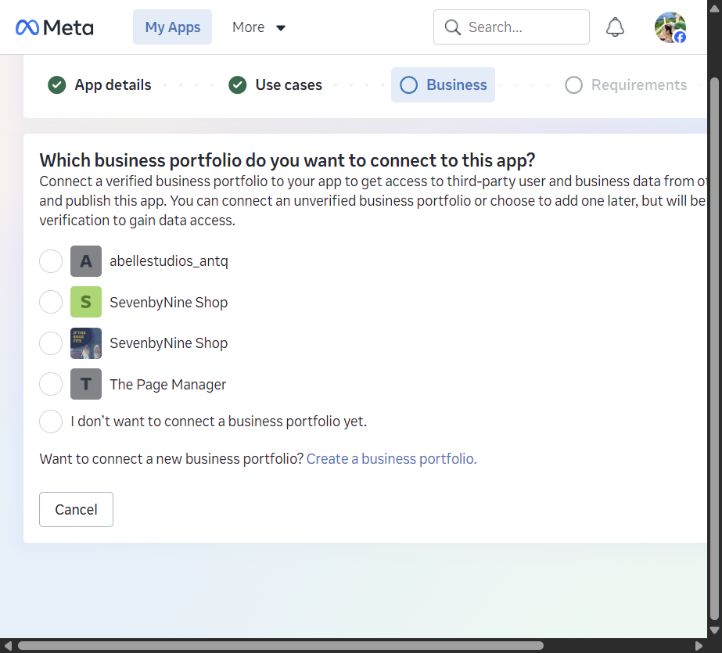 Meta
My Apps
More
Search...
App details
Use cases
Business
Requirements
Which business portfolio do you want to connect to this app?
Connect a verified business portfolio to your app to get access to third-party user and business data from
and publish this app. You can connect an unverified business portfolio or choose to add one later, but will be
verification to gain data access.
A abellestudios_antq
S SevenbyNine Shop
SevenbyNine Shop
T The Page Manager
I don't want to connect a business portfolio yet.
Want to connect a new business portfolio? Create a business portfolio.
Cancel